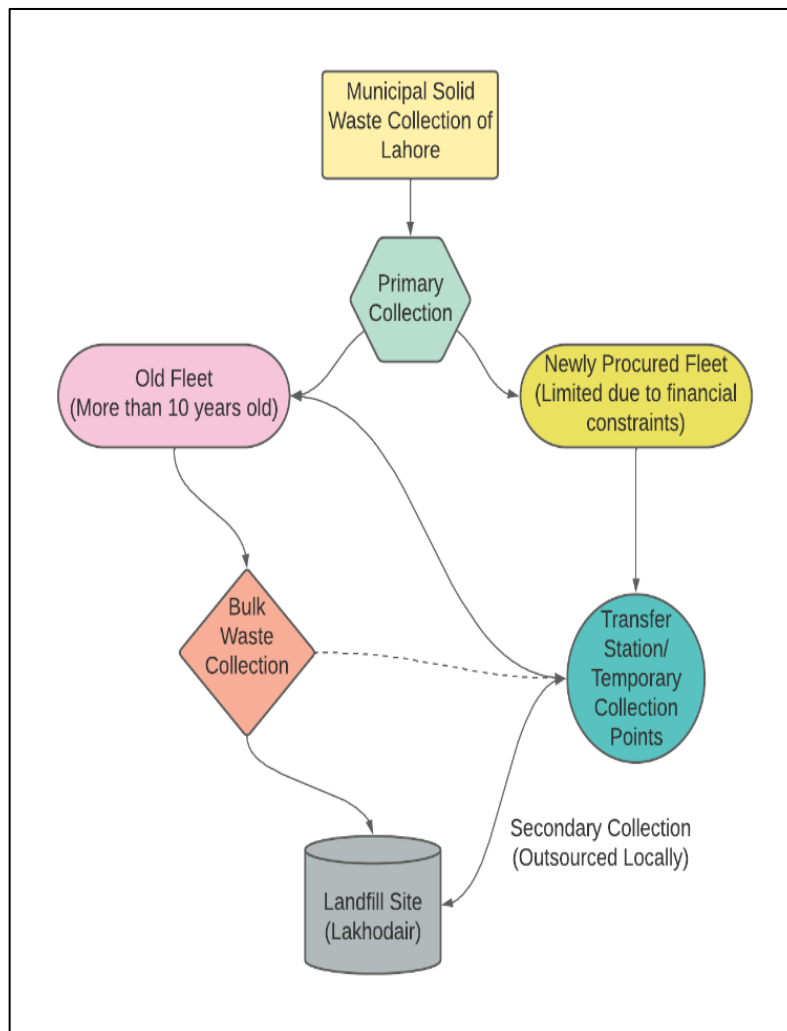 Municipal Solid
Waste Collection of
Lahore
Primary
Collection
Old Fleet
(More than 10 years old)
Newly Procured Fleet
(Limited due to financial
constraints)
Bulk
Waste
Collection
Transfer
Station/
Temporary
Collection
Points
Secondary Collection
(Outsourced Locally)
Landfill Site
(Lakhodair)